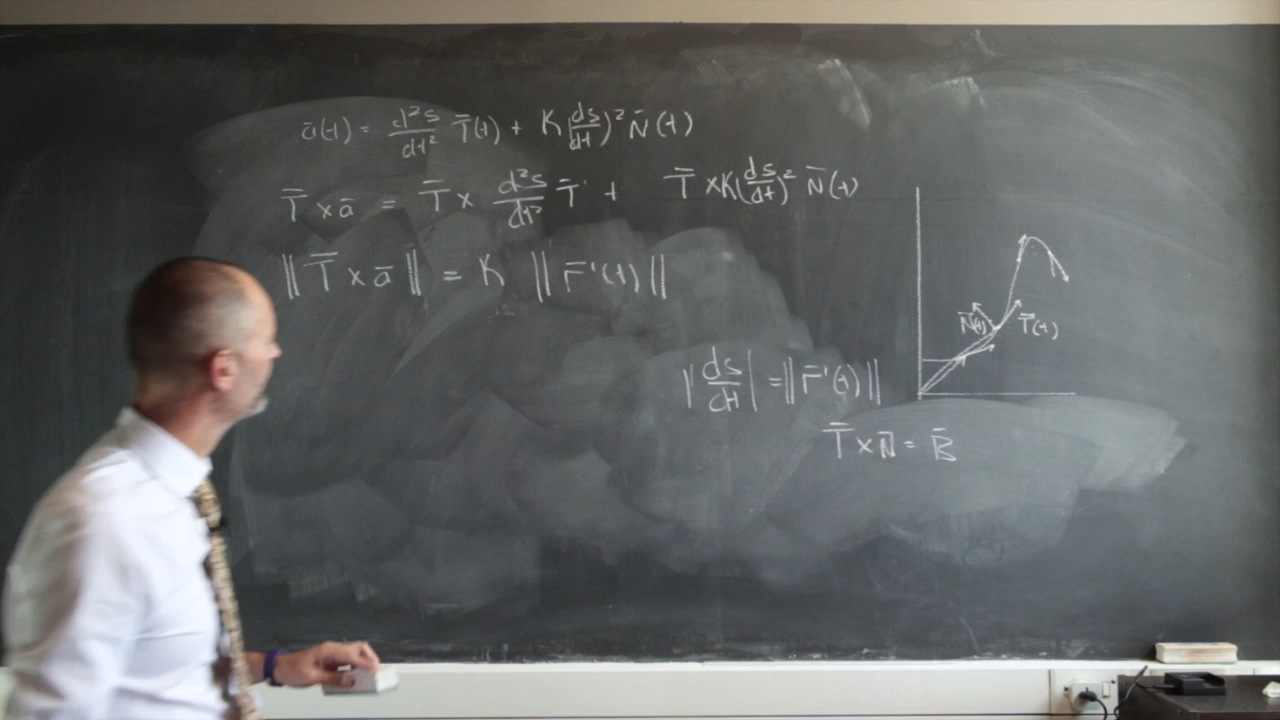 ā(t) = d²s/dt² T̄(t) + K(ds/dt)² N̄(t)
T̄ × ā = T̄ × d²s/dt² T̄ + T̄ × K(ds/dt)² N̄(t)
‖T̄ × ā‖ = K ‖r̄'(t)‖
N̄(t) T̄(t)
|ds/dt| = ‖r̄'(t)‖
T̄ × N̄ = B̄